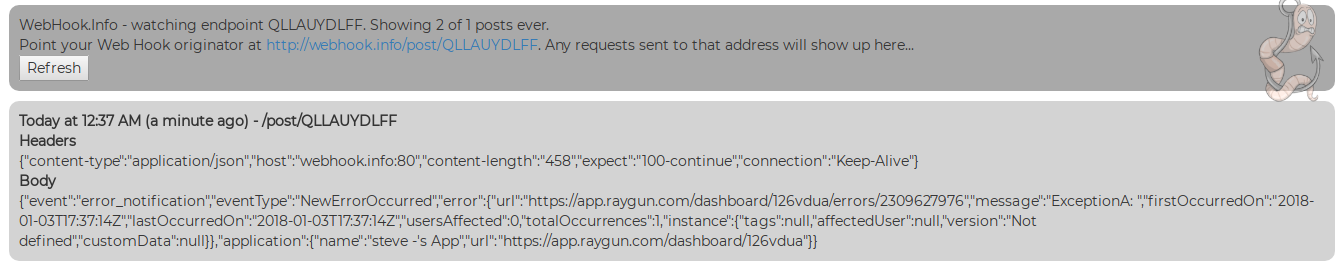 WebHook.Info - watching endpoint QLLAUYDLFF. Showing 2 of 1 posts ever.
Point your Web Hook originator at http://webhook.info/post/QLLAUYDLFF. Any requests sent to that address will show up here...
Refresh
Today at 12:37 AM (a minute ago) - /post/QLLAUYDLFF
Headers
{"content-type":"application/json","host":"webhook.info:80","content-length":"458","expect":"100-continue","connection":"Keep-Alive"}
Body
{"event":"error_notification","eventType":"NewErrorOccurred","error":{"url":"https://app.raygun.com/dashboard/126vdua/errors/2309627976","message":"ExceptionA: ","firstOccurredOn":"2018-
01-03T17:37:14Z","lastOccurredOn":"2018-01-03T17:37:14Z","usersAffected":0,"totalOccurrences":1,"instance":{"tags":null,"affectedUser":null,"version":"Not
defined","customData":null}},"application":{"name":"steve -'s App","url":"https://app.raygun.com/dashboard/126vdua"}}